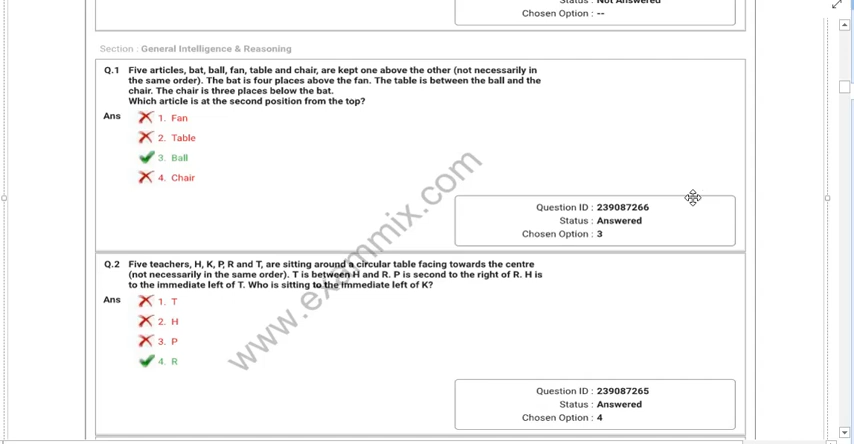 Status : Not Answered
Chosen Option : --
Section : General Intelligence & Reasoning
Q.1 Five articles, bat, ball, fan, table and chair, are kept one above the other (not necessarily in
the same order). The bat is four places above the fan. The table is between the ball and the
chair. The chair is three places below the bat.
Which article is at the second position from the top?
Ans 1. Fan
2. Table
3. Ball
4. Chair
Question ID : 239087266
Status : Answered
Chosen Option : 3
Q.2 Five teachers, H, K, P, R and T, are sitting around a circular table facing towards the centre
(not necessarily in the same order). T is between H and R. P is second to the right of R. H is
to the immediate left of T. Who is sitting to the immediate left of K?
Ans 1. T
2. H
3. P
4. R
Question ID : 239087265
Status : Answered
Chosen Option : 4
www.exammix.com